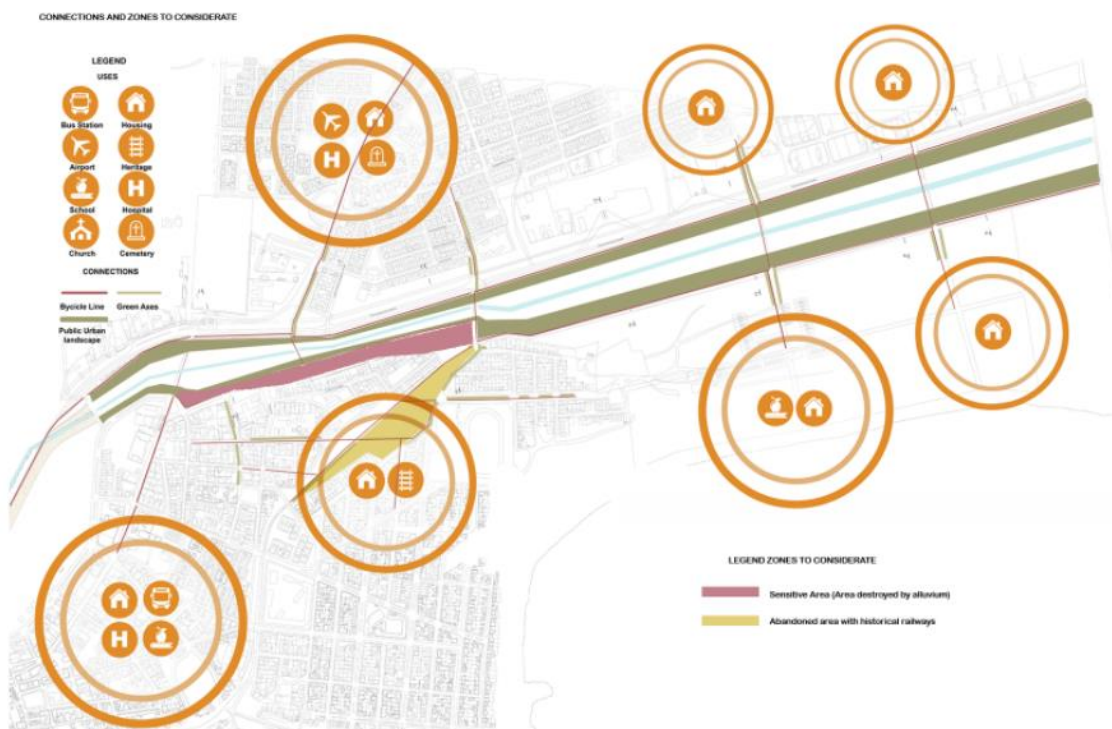 CONNECTIONS AND ZONES TO CONSIDERATE
LEGEND
USES
Bus Station Housing
Airport Heritage
School Hospital
Church Cemetery
CONNECTIONS
Bycicle Line Green Axes
Public Urban
landscape
H
H
H
LEGEND ZONES TO CONSIDERATE
Sensitive Area (Area destroyed by alluvium)
Abandoned area with historical railways